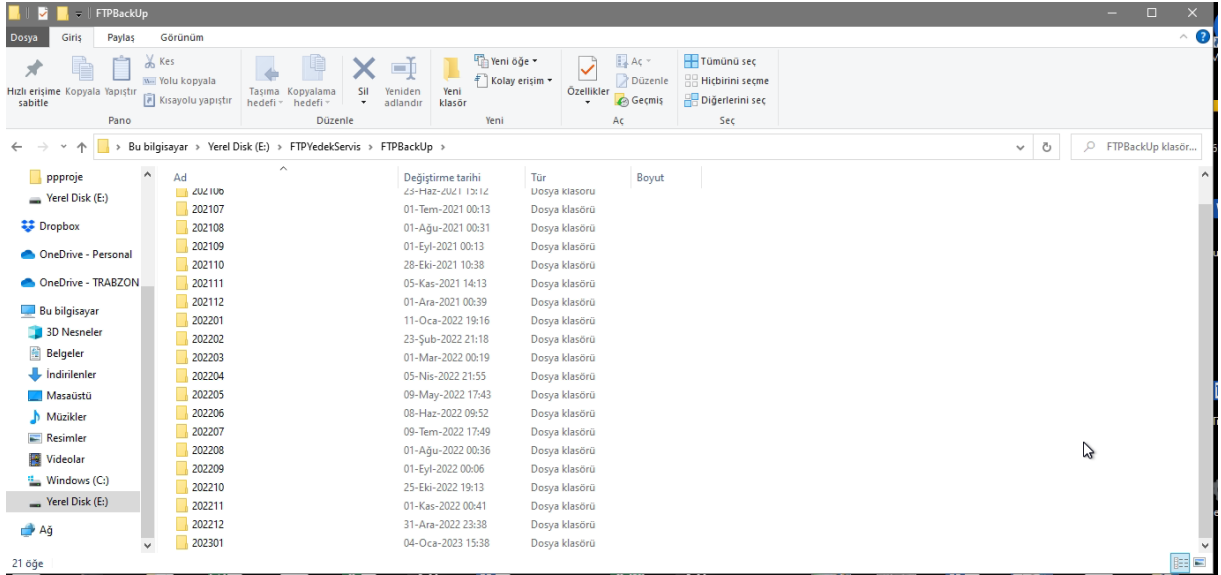 FTPBackUp
Dosya Giriş Paylaş Görünüm
Hızlı erişime sabitle
Kopyala
Yapıştır
Kes
Yolu kopyala
Kısayolu yapıştır
Pano
Taşıma hedefi
Kopyalama hedefi
Sil
Yeniden adlandır
Düzenle
Yeni klasör
Yeni öğe
Kolay erişim
Yeni
Özellikler
Aç
Düzenle
Geçmiş
Aç
Tümünü seç
Hiçbirini seçme
Diğerlerini seç
Seç
Bu bilgisayar › Yerel Disk (E:) › FTPYedekServis › FTPBackUp ›
FTPBackUp klasör...
ppproje
Yerel Disk (E:)
Dropbox
OneDrive - Personal
OneDrive - TRABZON
Bu bilgisayar
3D Nesneler
Belgeler
İndirilenler
Masaüstü
Müzikler
Resimler
Videolar
Windows (C:)
Yerel Disk (E:)
Ağ
Ad Değiştirme tarihi Tür Boyut
202106 23-Haz-2021 15:12 Dosya klasörü
202107 01-Tem-2021 00:13 Dosya klasörü
202108 01-Ağu-2021 00:31 Dosya klasörü
202109 01-Eyl-2021 00:13 Dosya klasörü
202110 28-Eki-2021 10:38 Dosya klasörü
202111 05-Kas-2021 14:13 Dosya klasörü
202112 01-Ara-2021 00:39 Dosya klasörü
202201 11-Oca-2022 19:16 Dosya klasörü
202202 23-Şub-2022 21:18 Dosya klasörü
202203 01-Mar-2022 00:19 Dosya klasörü
202204 05-Nis-2022 21:55 Dosya klasörü
202205 09-May-2022 17:43 Dosya klasörü
202206 08-Haz-2022 09:52 Dosya klasörü
202207 09-Tem-2022 17:49 Dosya klasörü
202208 01-Ağu-2022 00:36 Dosya klasörü
202209 01-Eyl-2022 00:06 Dosya klasörü
202210 25-Eki-2022 19:13 Dosya klasörü
202211 01-Kas-2022 00:41 Dosya klasörü
202212 31-Ara-2022 23:38 Dosya klasörü
202301 04-Oca-2023 15:38 Dosya klasörü
21 öğe